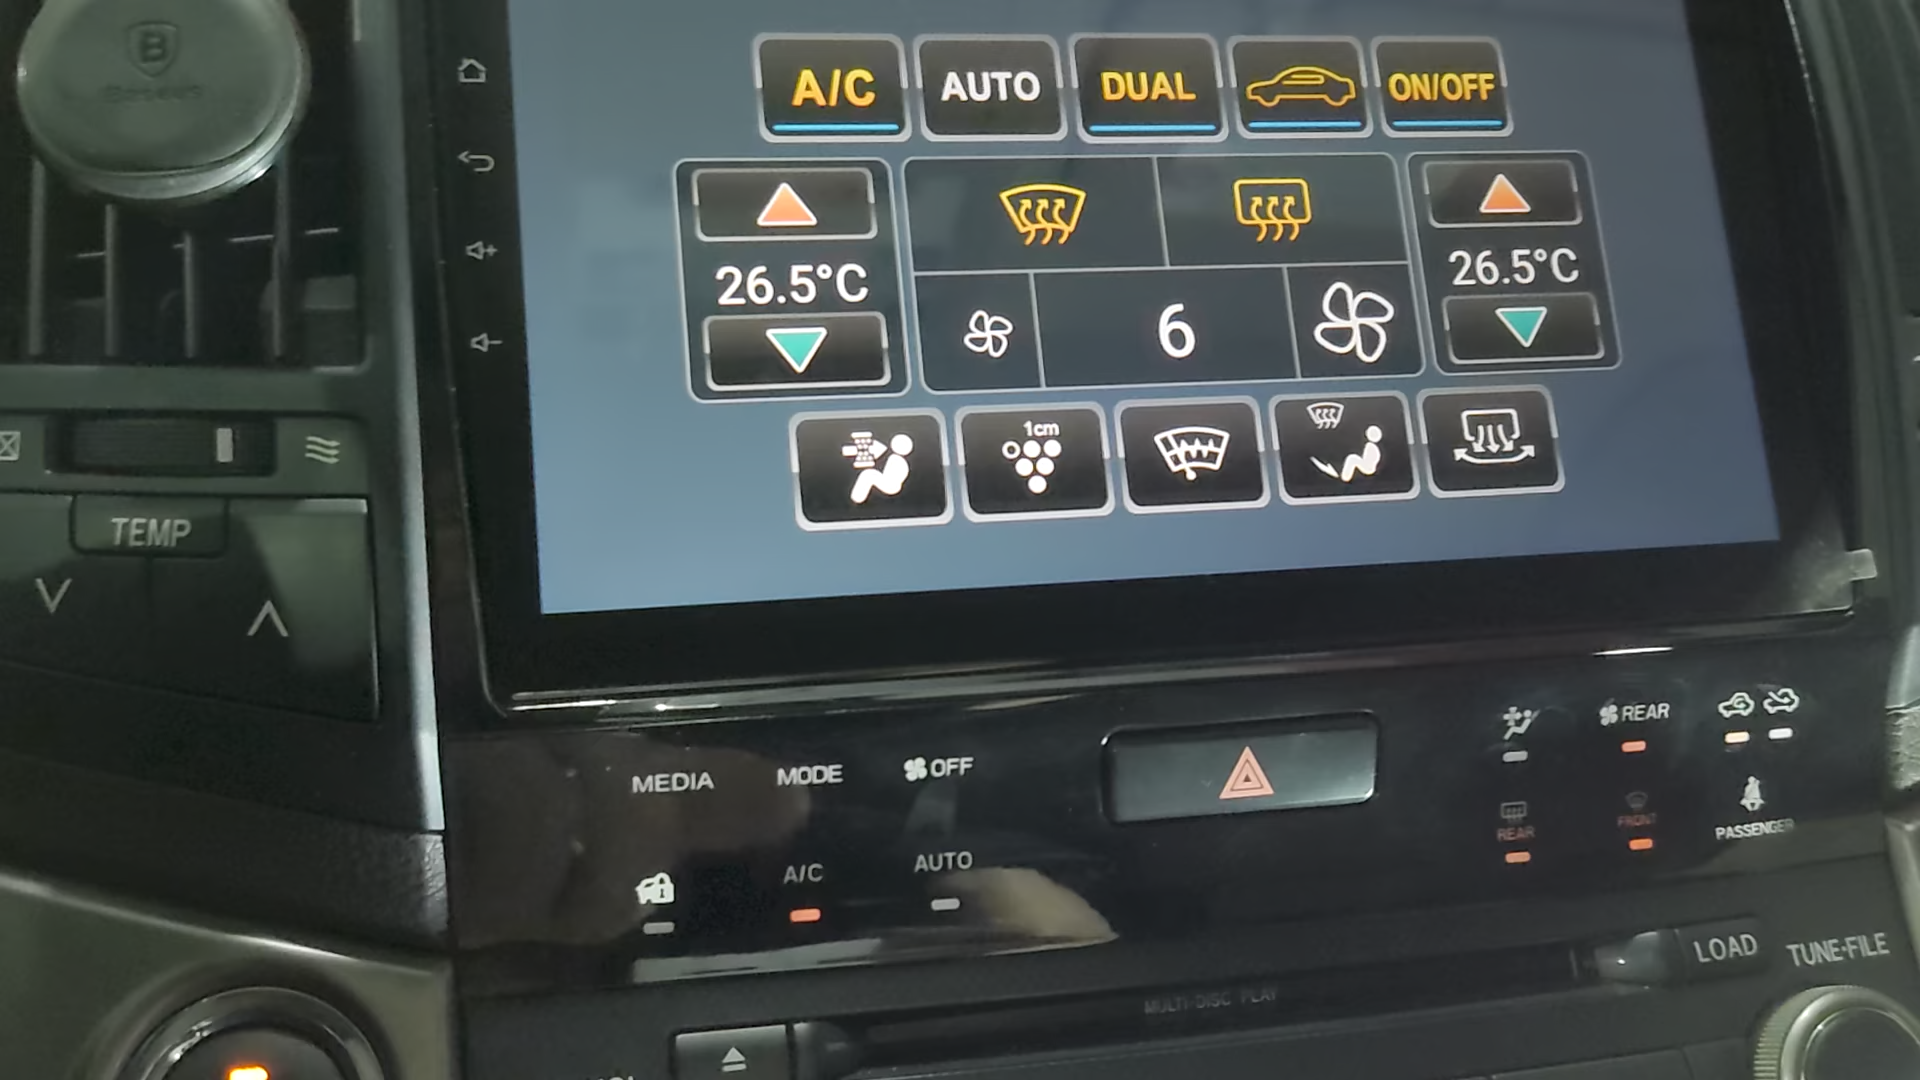 B
Baseus
A/C AUTO DUAL ON/OFF
26.5°C
26.5°C
6
1cm
TEMP
MEDIA MODE OFF
REAR
REAR
FRONT
PASSENGER
A/C
AUTO
LOAD
TUNE·FILE
MULTI-DISC PLAY